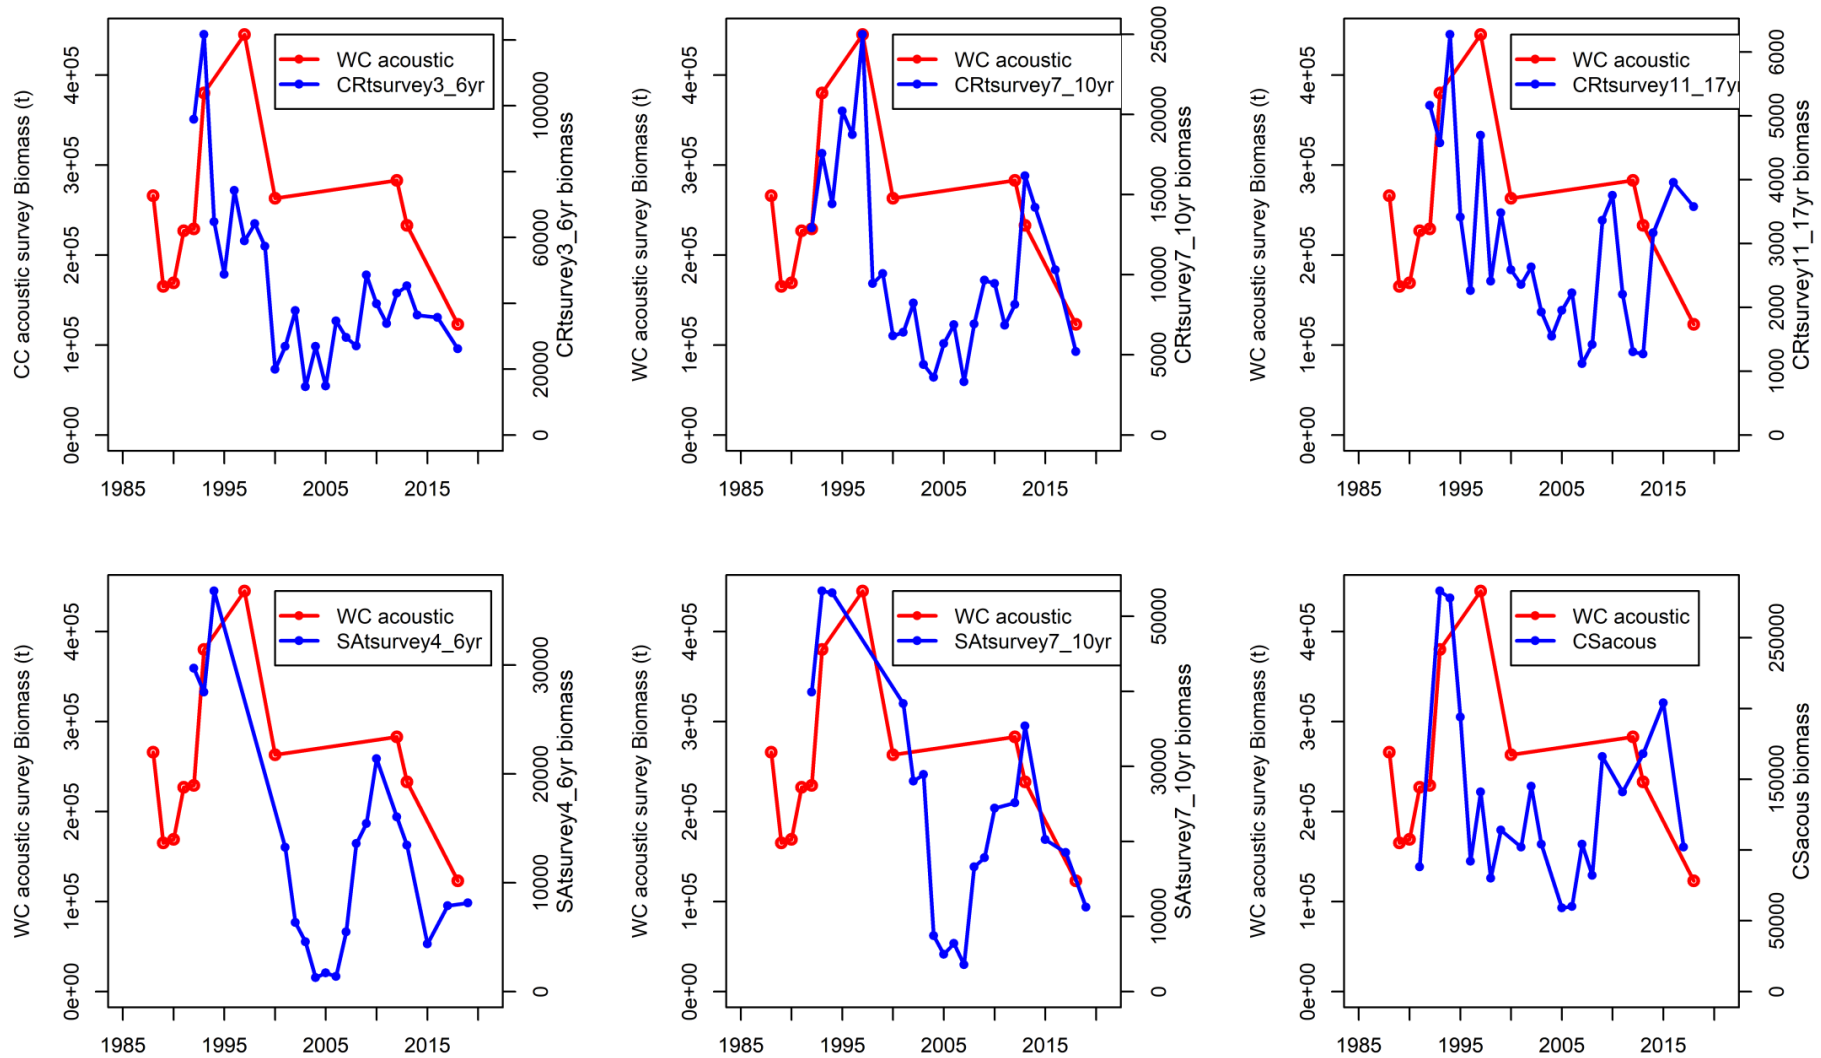 CC acoustic survey Biomass (t)
0e+00 1e+05 2e+05 3e+05 4e+05
WC acoustic
CRtsurvey3_6yr
0 20000 60000 100000
CRtsurvey3_6yr biomass
1985 1995 2005 2015
WC acoustic survey Biomass (t)
0e+00 1e+05 2e+05 3e+05 4e+05
WC acoustic
CRtsurvey7_10yr
0 5000 10000 15000 20000 25000
CRtsurvey7_10yr biomass
1985 1995 2005 2015
WC acoustic survey Biomass (t)
0e+00 1e+05 2e+05 3e+05 4e+05
WC acoustic
CRtsurvey11_17yr
0 1000 2000 3000 4000 5000 6000
CRtsurvey11_17yr biomass
1985 1995 2005 2015
WC acoustic survey Biomass (t)
0e+00 1e+05 2e+05 3e+05 4e+05
WC acoustic
SAtsurvey4_6yr
0 10000 20000 30000
SAtsurvey4_6yr biomass
1985 1995 2005 2015
WC acoustic survey Biomass (t)
0e+00 1e+05 2e+05 3e+05 4e+05
WC acoustic
SAtsurvey7_10yr
0 10000 30000 50000
SAtsurvey7_10yr biomass
1985 1995 2005 2015
WC acoustic survey Biomass (t)
0e+00 1e+05 2e+05 3e+05 4e+05
WC acoustic
CSacous
0 50000 150000 250000
CSacous biomass
1985 1995 2005 2015